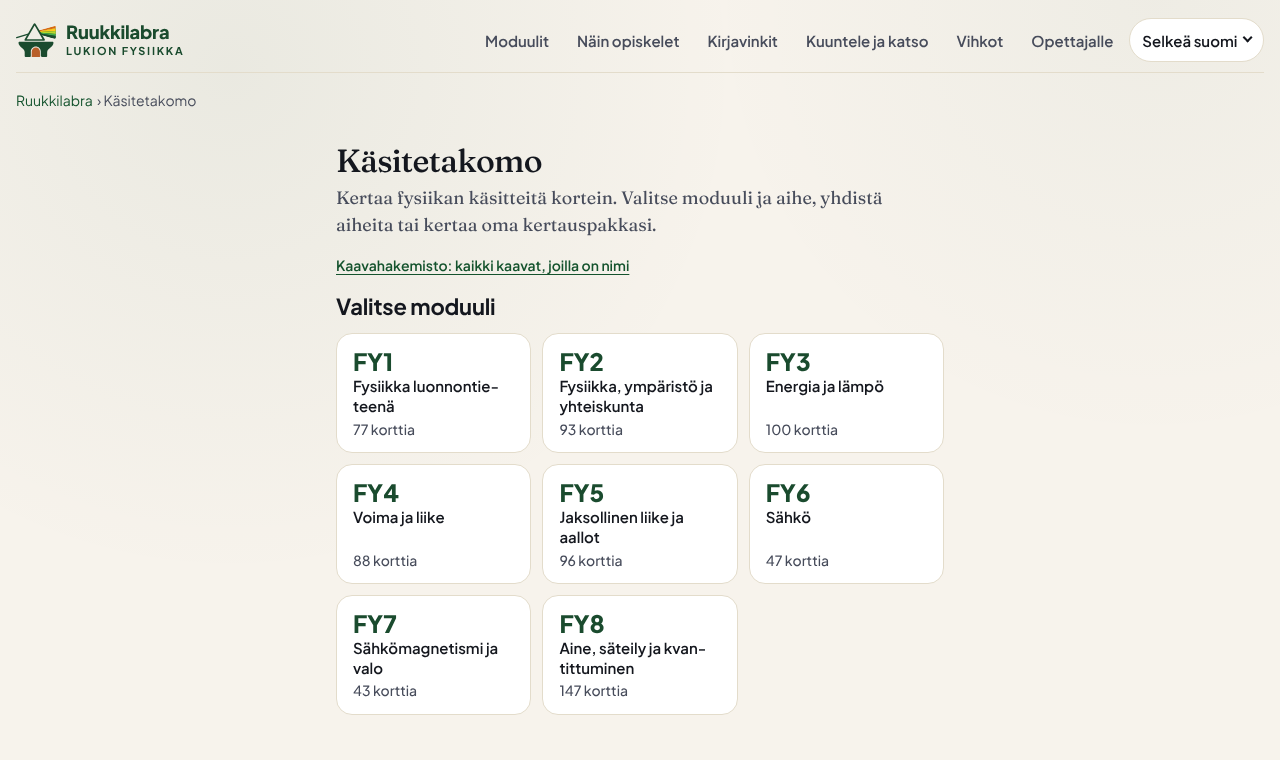 Ruukkilabra
LUKION FYSIIKKA
Moduulit
Näin opiskelet
Kirjavinkit
Kuuntele ja katso
Vihkot
Opettajalle
Selkeä suomi
Ruukkilabra › Käsitetakomo
Käsitetakomo
Kertaa fysiikan käsitteitä kortein. Valitse moduuli ja aihe, yhdistä
aiheita tai kertaa oma kertauspakkasi.
Kaavahakemisto: kaikki kaavat, joilla on nimi
Valitse moduuli
FY1
Fysiikka luonnontie-
teenä
77 korttia
FY2
Fysiikka, ympäristö ja
yhteiskunta
93 korttia
FY3
Energia ja lämpö
100 korttia
FY4
Voima ja liike
88 korttia
FY5
Jaksollinen liike ja
aallot
96 korttia
FY6
Sähkö
47 korttia
FY7
Sähkömagnetismi ja
valo
43 korttia
FY8
Aine, säteily ja kvan-
tittuminen
147 korttia